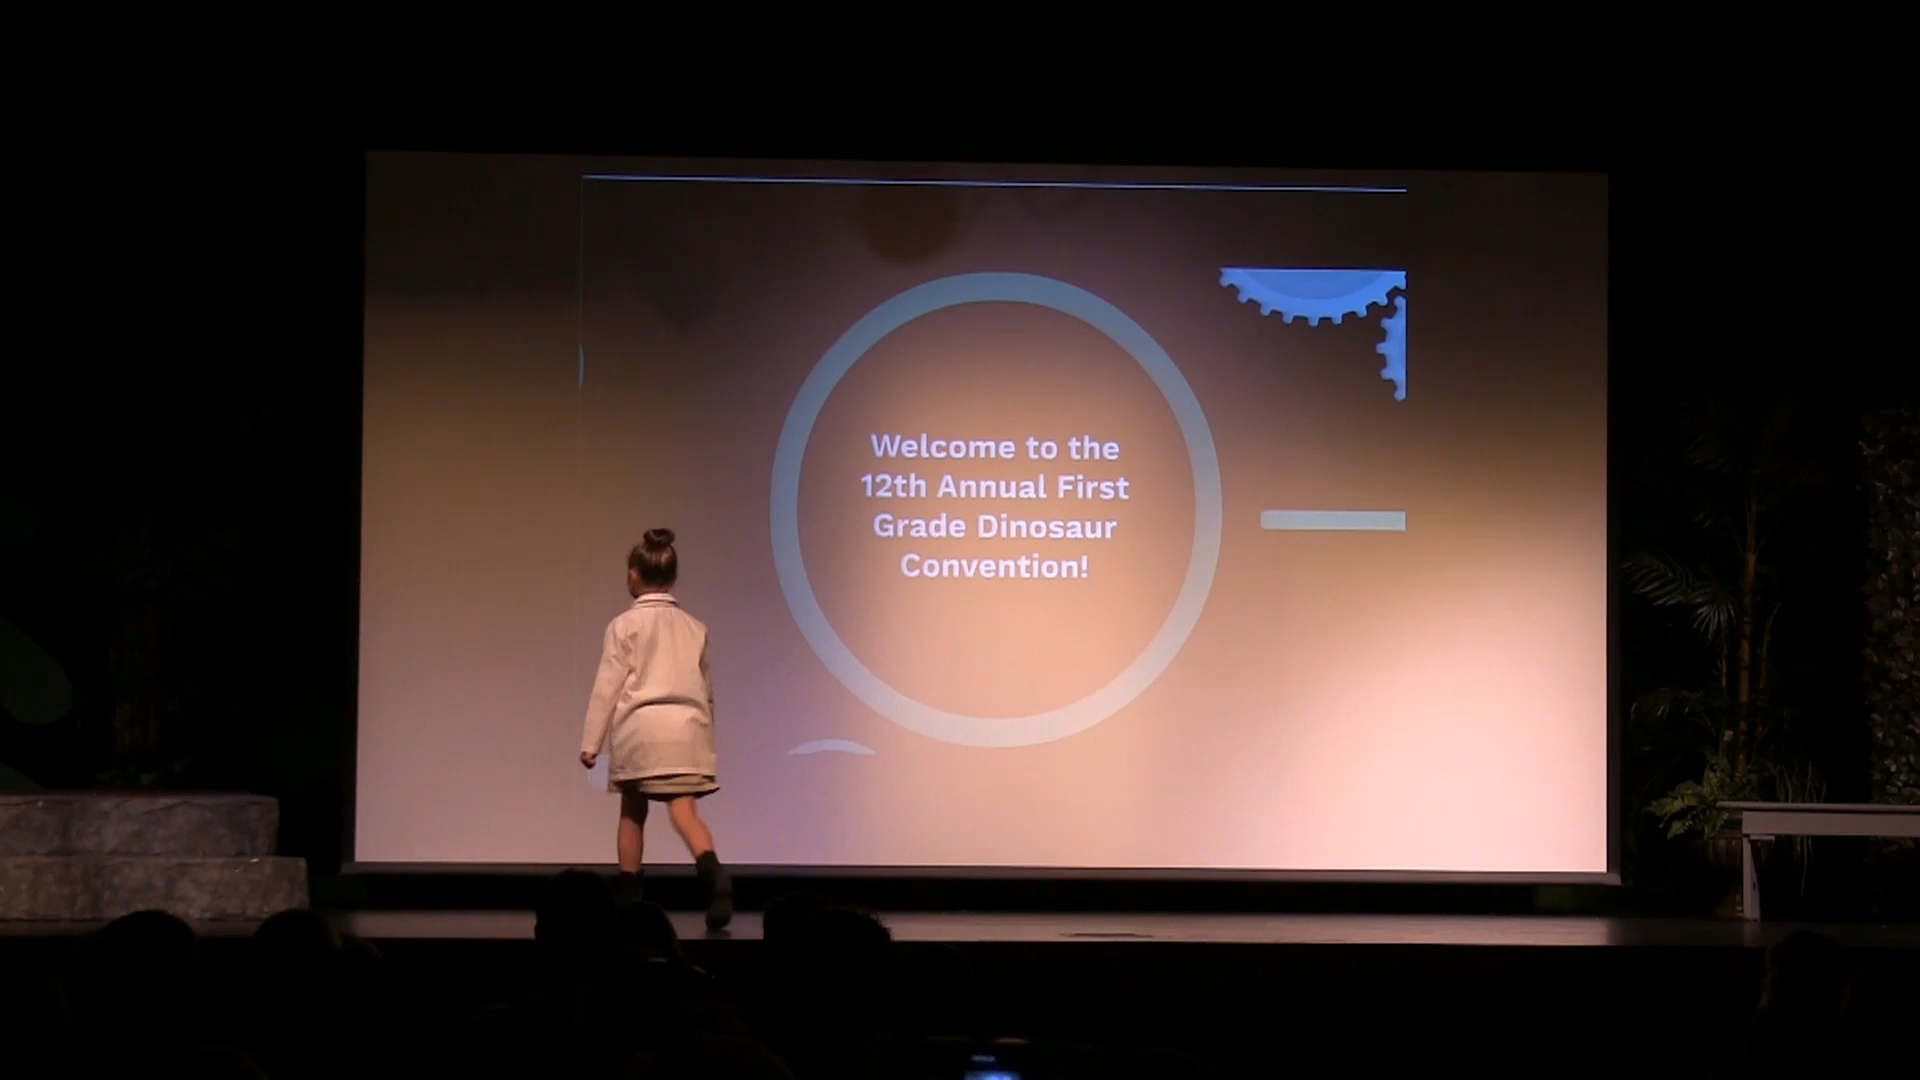 Welcome to the
12th Annual First
Grade Dinosaur
Convention!